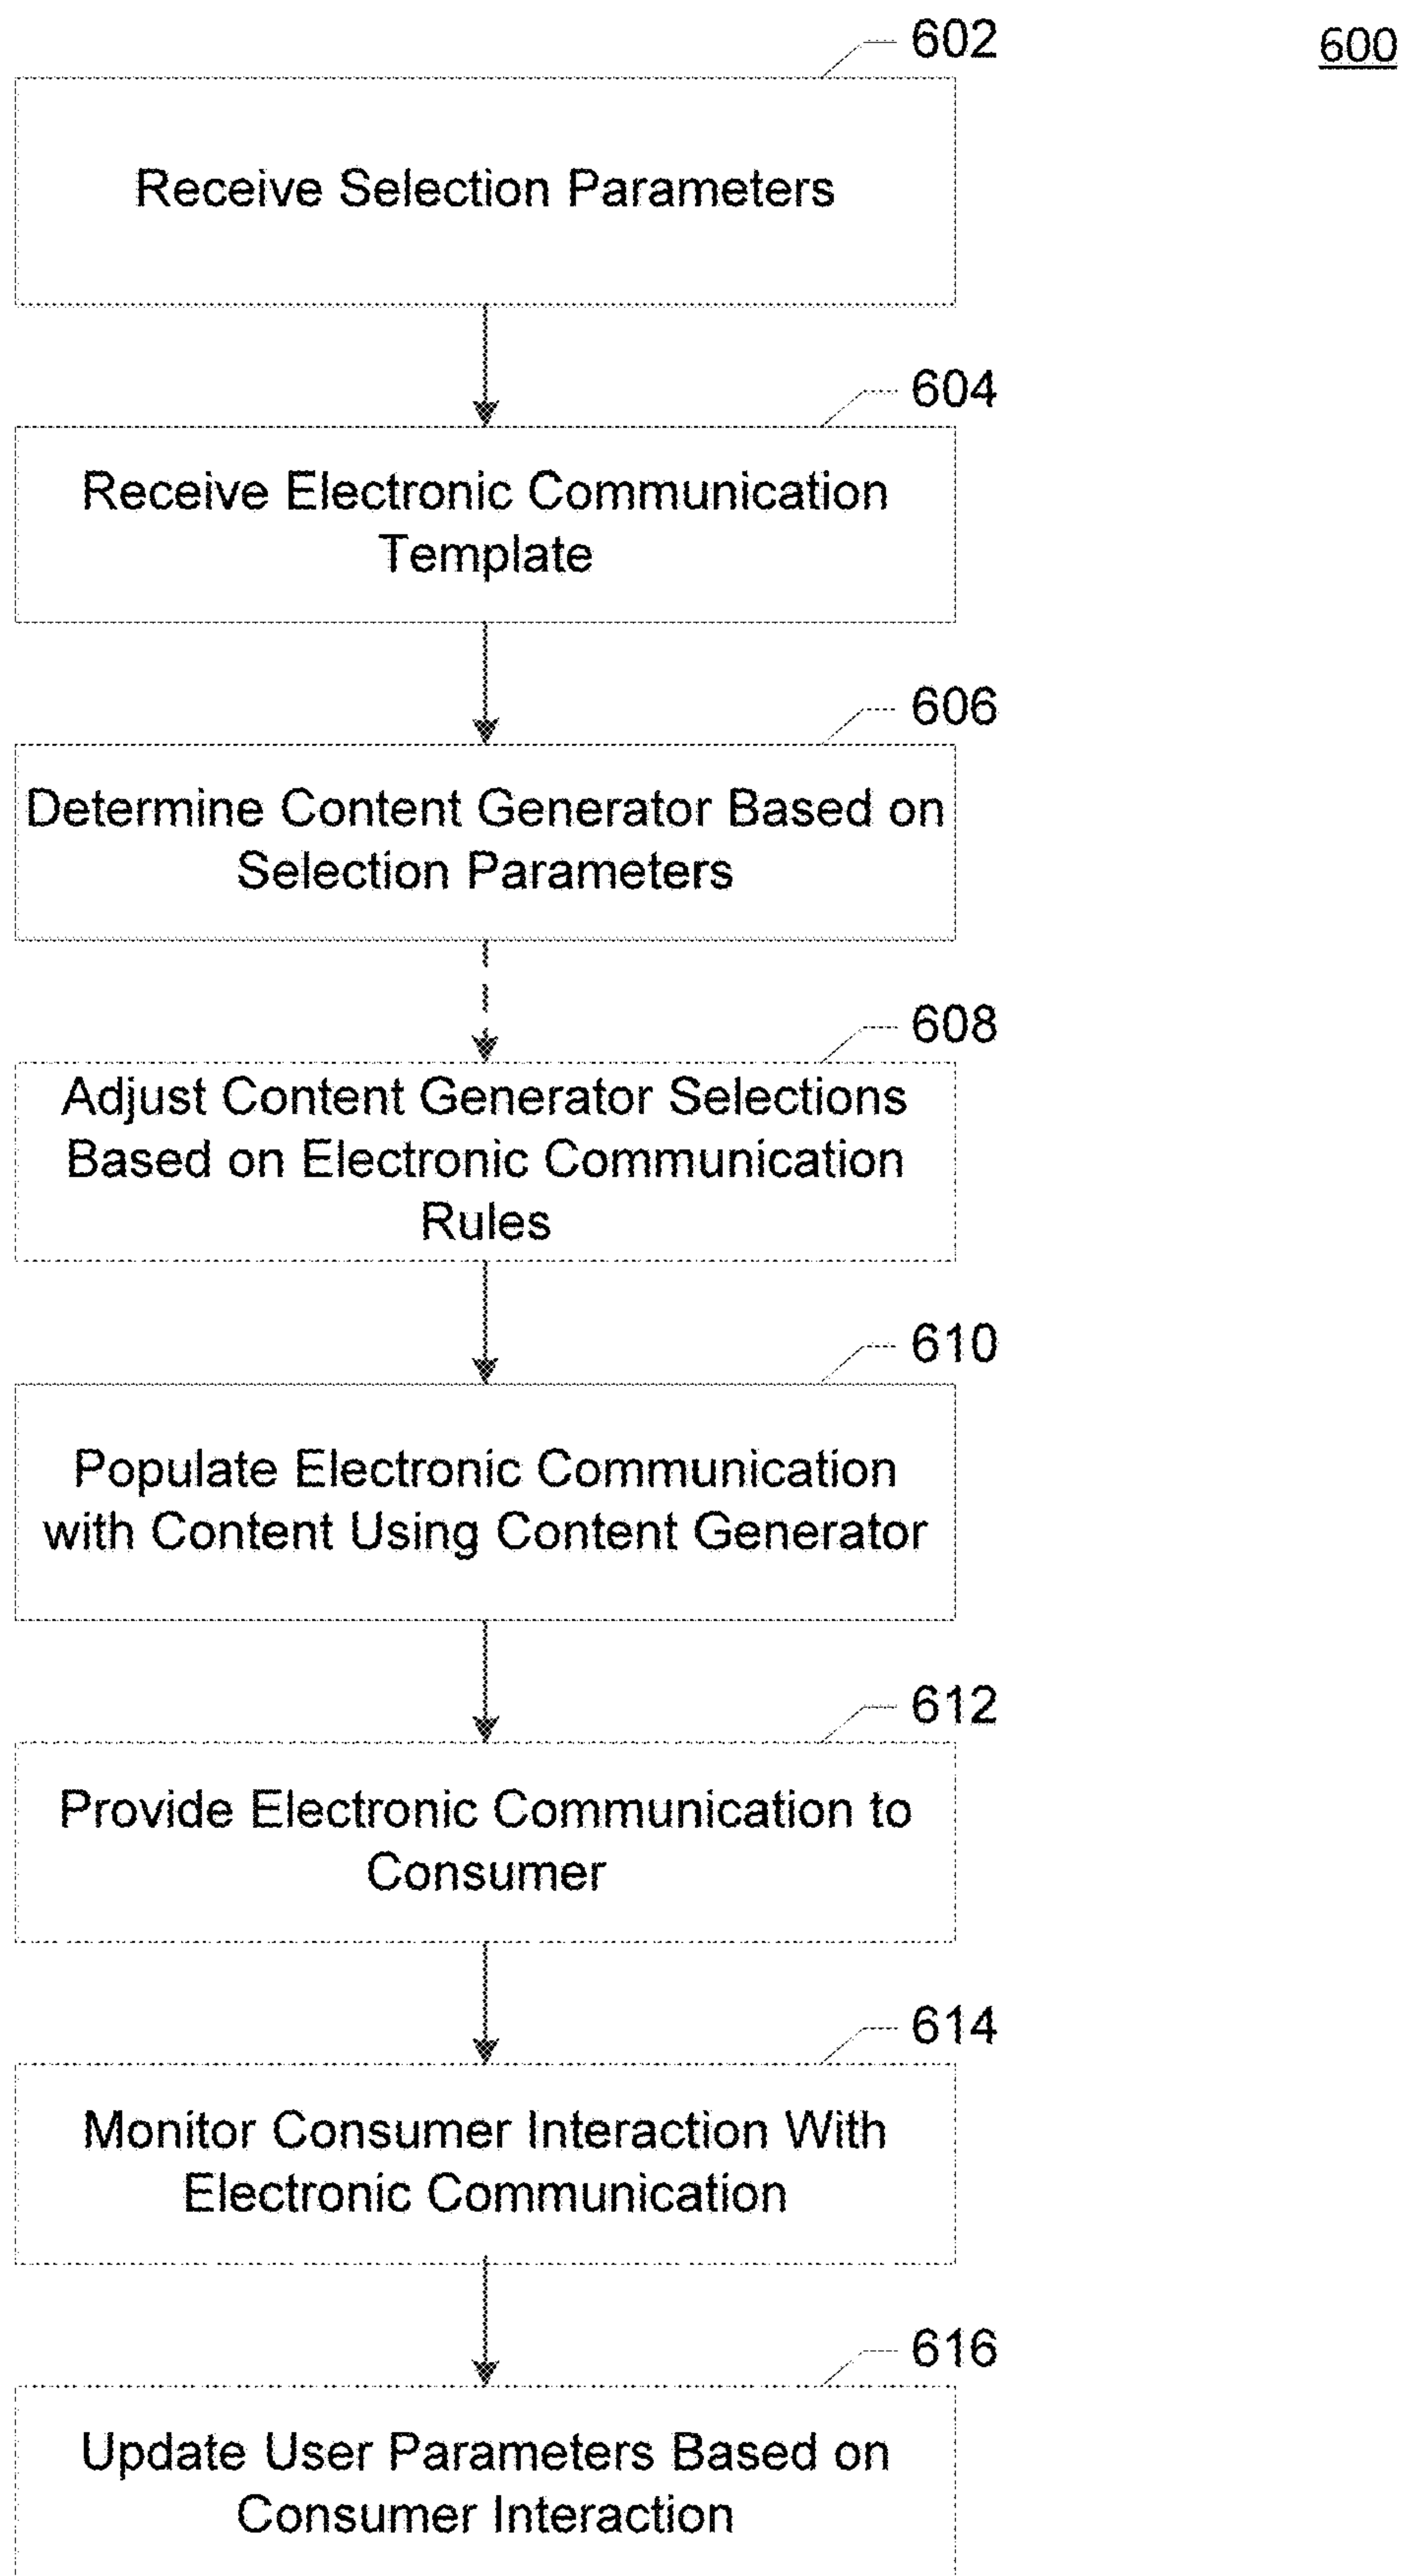 602
600
Receive Selection Parameters
604
Receive Electronic Communication
Template
606
Determine Content Generator Based on
Selection Parameters
608
Adjust Content Generator Selections
Based on Electronic Communication
Rules
610
Populate Electronic Communication
with Content Using Content Generator
612
Provide Electronic Communication to
Consumer
614
Monitor Consumer Interaction With
Electronic Communication
616
Update User Parameters Based on
Consumer Interaction